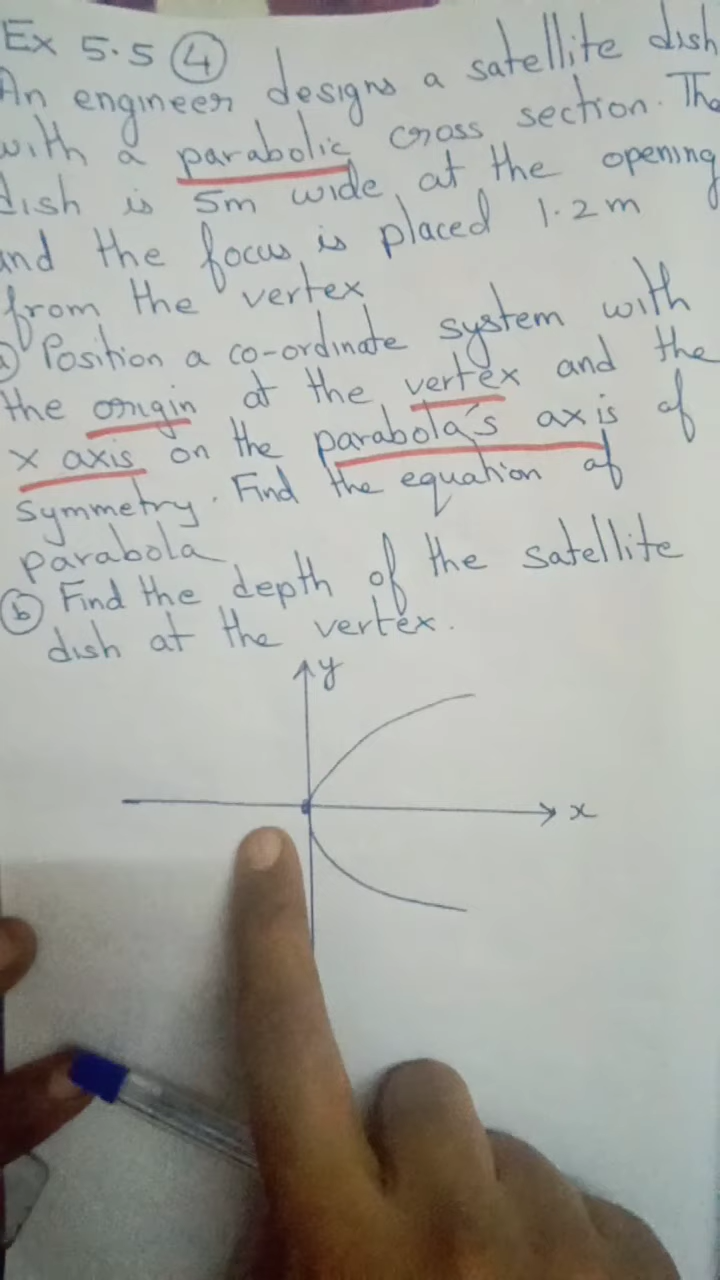 Ex 5.5 4
An engineer designs a satellite dish
with a parabolic cross section. The
dish is 5m wide at the opening
and the focus is placed 1.2m
from the vertex
a Position a co-ordinate system with
the origin at the vertex and the
x axis on the parabola's axis of
symmetry. Find the equation of
parabola
b Find the depth of the satellite
dish at the vertex.
y
x